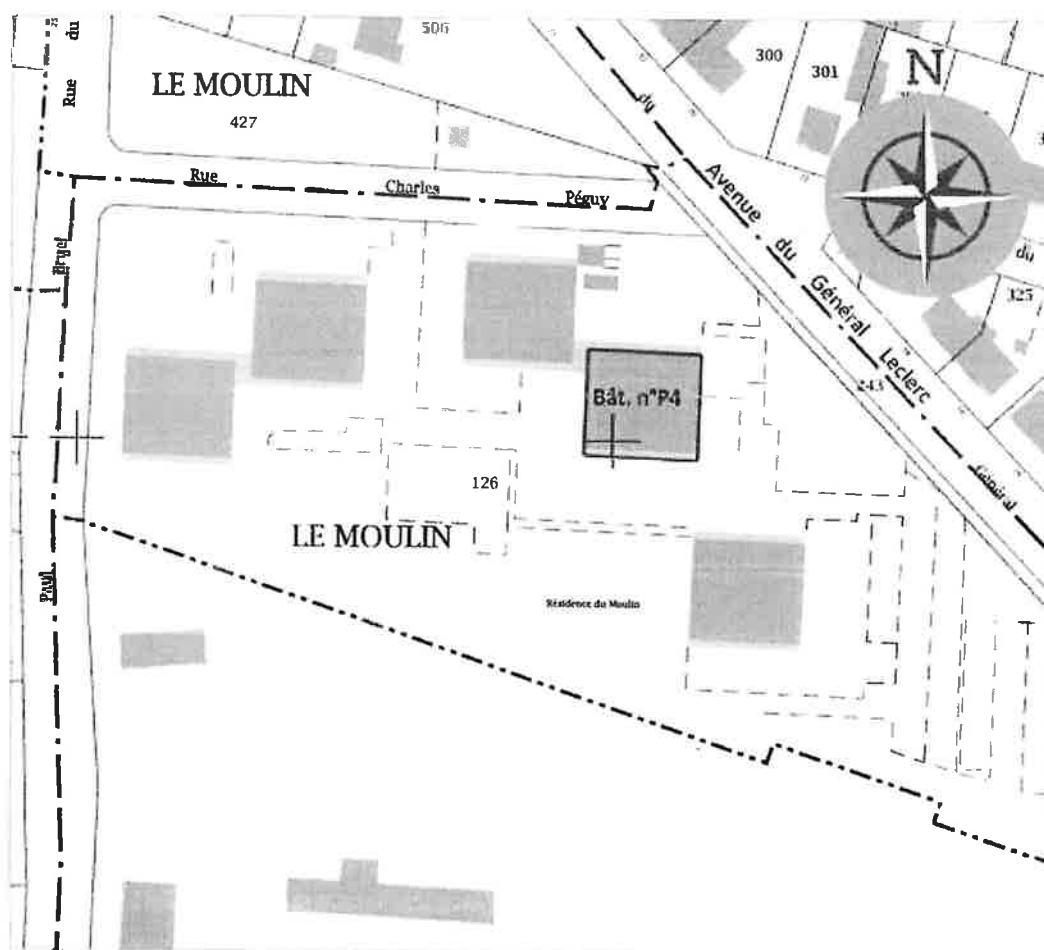 506
du
Rue
LE MOULIN
427
300
301
N
du
Avenue
du
Général
Leclerc
Rue
Charles
Péguy
du
325
243
Bât. n°P4
126
LE MOULIN
Général
Résidence du Moulin
Paul